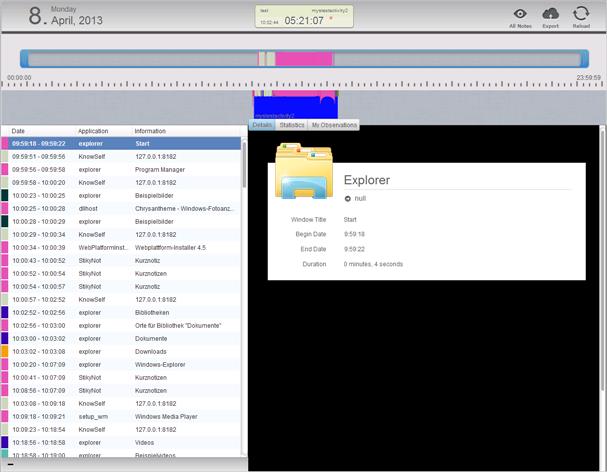 8. Monday
April, 2013
test mystestactivity2
10:02:44 05:21:07
All Notes Export Reload
00:00:00 23:59:59
mystestactivity2
Date Application Information
Details Statistics My Observations
09:59:18 - 09:59:22 explorer Start
09:59:51 - 09:59:56 KnowSelf 127.0.0.1:8182
09:59:56 - 09:59:58 explorer Program Manager
09:59:58 - 10:00:20 KnowSelf 127.0.0.1:8182
10:00:23 - 10:00:25 explorer Beispielbilder
10:00:25 - 10:00:28 dllhost Chrysantheme - Windows-Fotoanz...
10:00:28 - 10:00:29 explorer Beispielbilder
10:00:29 - 10:00:34 KnowSelf 127.0.0.1:8182
10:00:34 - 10:00:39 WebPlatformInst... Webplattform-Installer 4.5
10:00:43 - 10:00:52 StikyNot Kurznotiz
10:00:52 - 10:00:54 StikyNot Kurznotizen
10:00:54 - 10:00:57 StikyNot Kurznotiz
10:00:57 - 10:02:52 KnowSelf 127.0.0.1:8182
10:02:52 - 10:02:56 explorer Bibliotheken
10:02:56 - 10:03:00 explorer Orte für Bibliothek "Dokumente"
10:03:00 - 10:03:02 explorer Dokumente
10:03:02 - 10:03:08 explorer Downloads
10:00:20 - 10:07:09 explorer Windows-Explorer
10:00:41 - 10:07:09 StikyNot Kurznotizen
10:08:56 - 10:07:09 StikyNot Kurznotizen
10:03:08 - 10:09:18 KnowSelf 127.0.0.1:8182
10:09:18 - 10:09:21 setup_wm Windows Media Player
10:09:23 - 10:18:54 KnowSelf 127.0.0.1:8182
10:18:56 - 10:18:58 explorer Videos
10:18:58 - 10:19:00 explorer Beispielvideos
Explorer
null
Window Title Start
Begin Date 9:59:18
End Date 9:59:22
Duration 0 minutes, 4 seconds